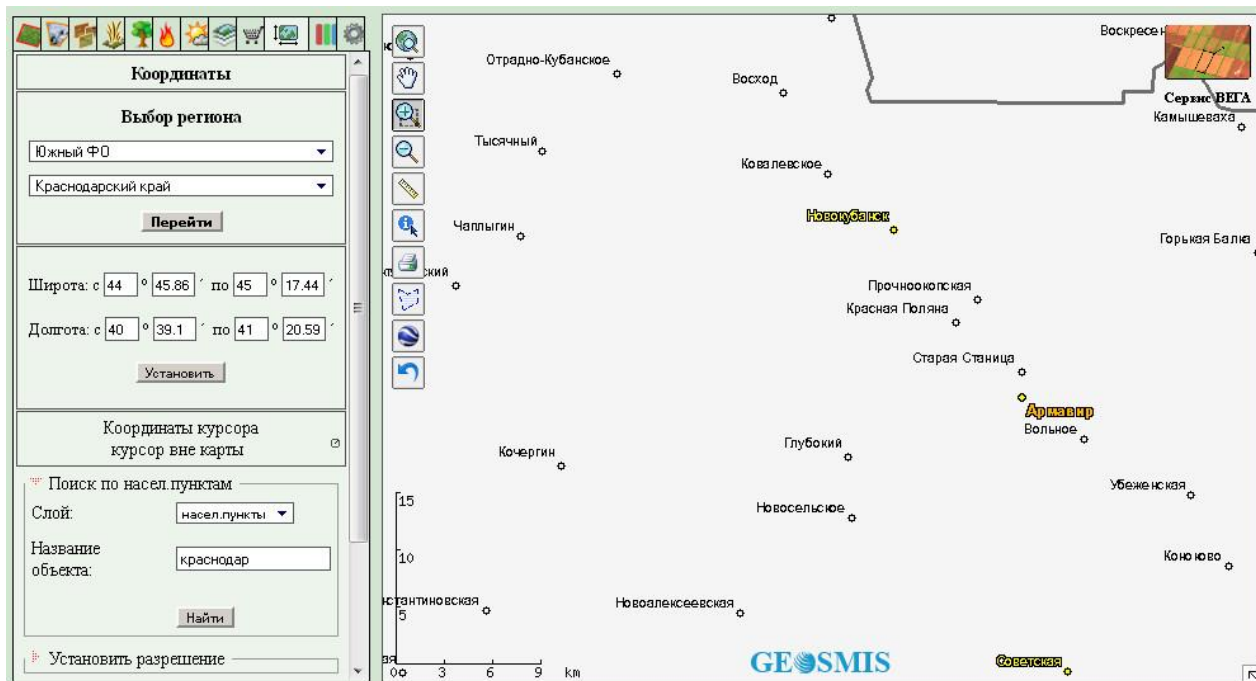 Координаты
Выбор региона
Южный ФО
Краснодарский край
Перейти
Широта: с 44 º 45.86 ´ по 45 º 17.44 ´
Долгота: с 40 º 39.1 ´ по 41 º 20.59 ´
Установить
Координаты курсора
курсор вне карты
Поиск по насел.пунктам
Слой: насел.пункты
Название
объекта: краснодар
Найти
Установить разрешение
Воскресен
Отрадно-Кубанское
Восход
Сервис ВЕГА
Камышеваха
Тысячный
Ковалевское
Новокубанск
Чаплыгин
Горькая Балка
ский
Прочноокопская
Красная Поляна
Старая Станица
Армавир
Вольное
Глубокий
Кочергин
Убеженская
15
Новосельское
10
Кононово
нстантиновская
Новоалексеевская
5
GEOSMIS
Советская
0 3 6 9 km